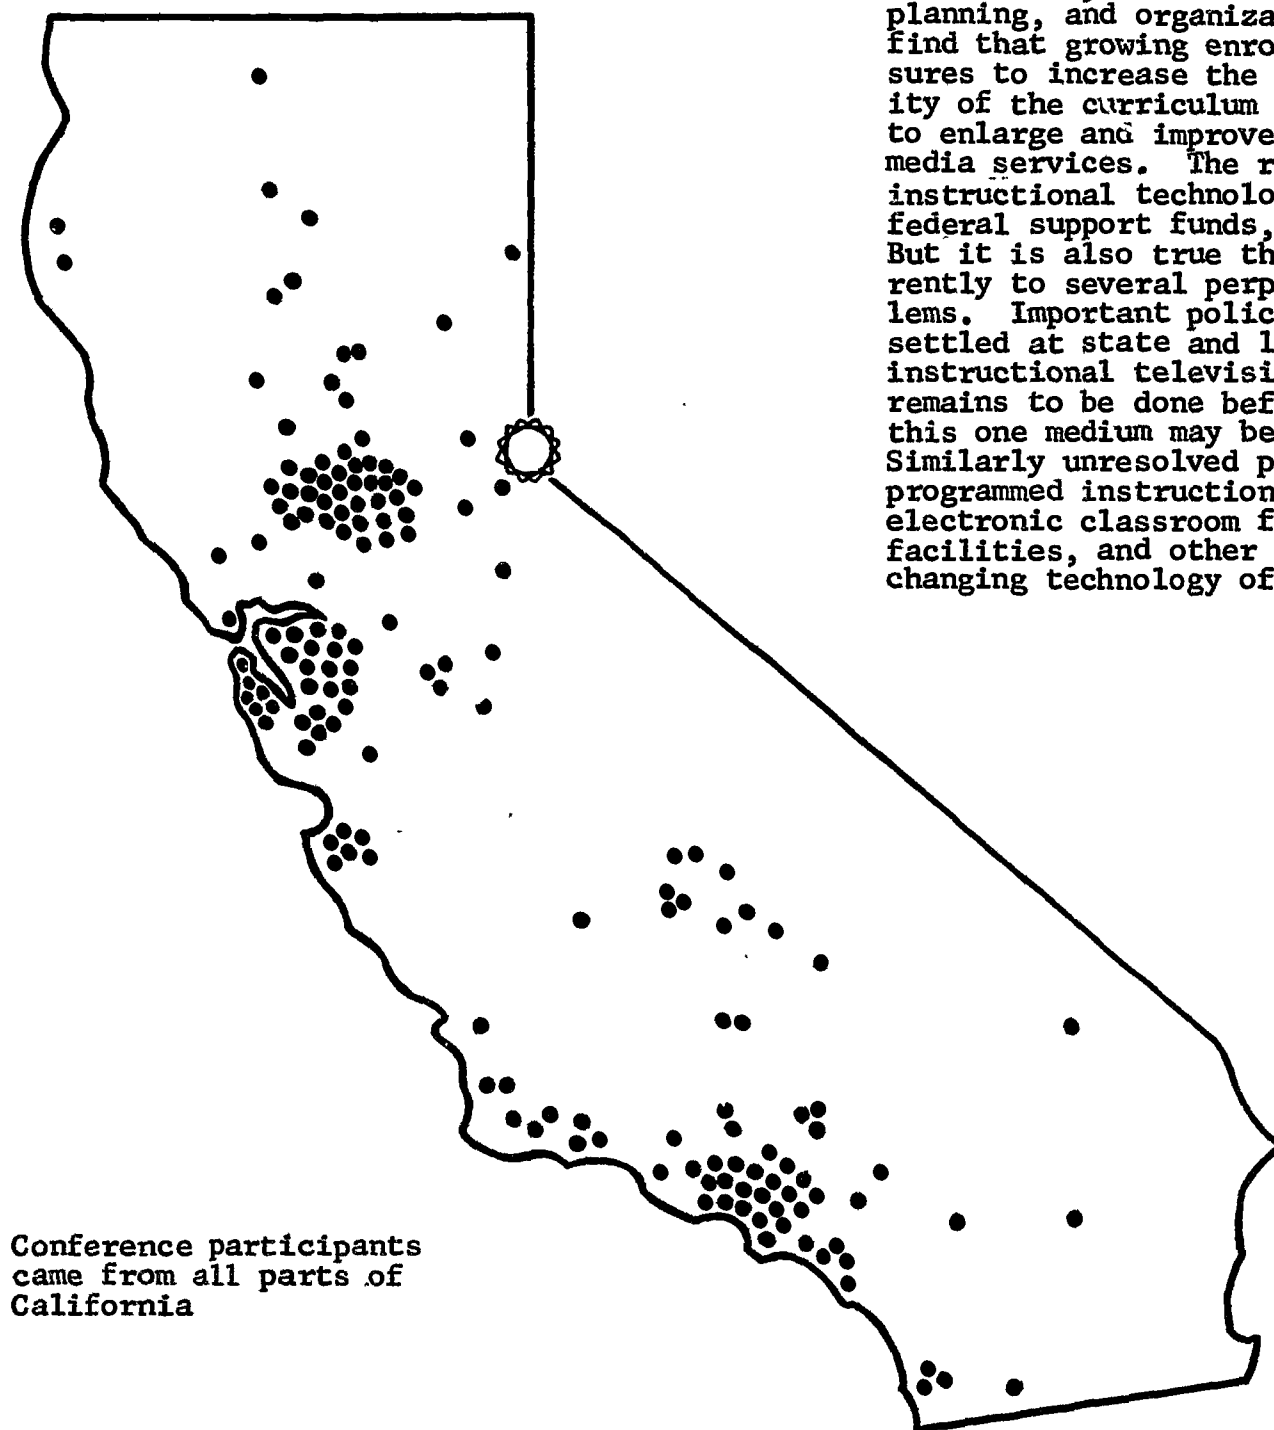 planning, and organiza
find that growing enro
sures to increase the
ity of the curriculum
to enlarge and improve
media services. The r
instructional technolo
federal support funds,
But it is also true th
rently to several perp
lems. Important polic
settled at state and l
instructional televisi
remains to be done bef
this one medium may be
Similarly unresolved p
programmed instruction
electronic classroom f
facilities, and other
changing technology of
Conference participants
came from all parts of
California